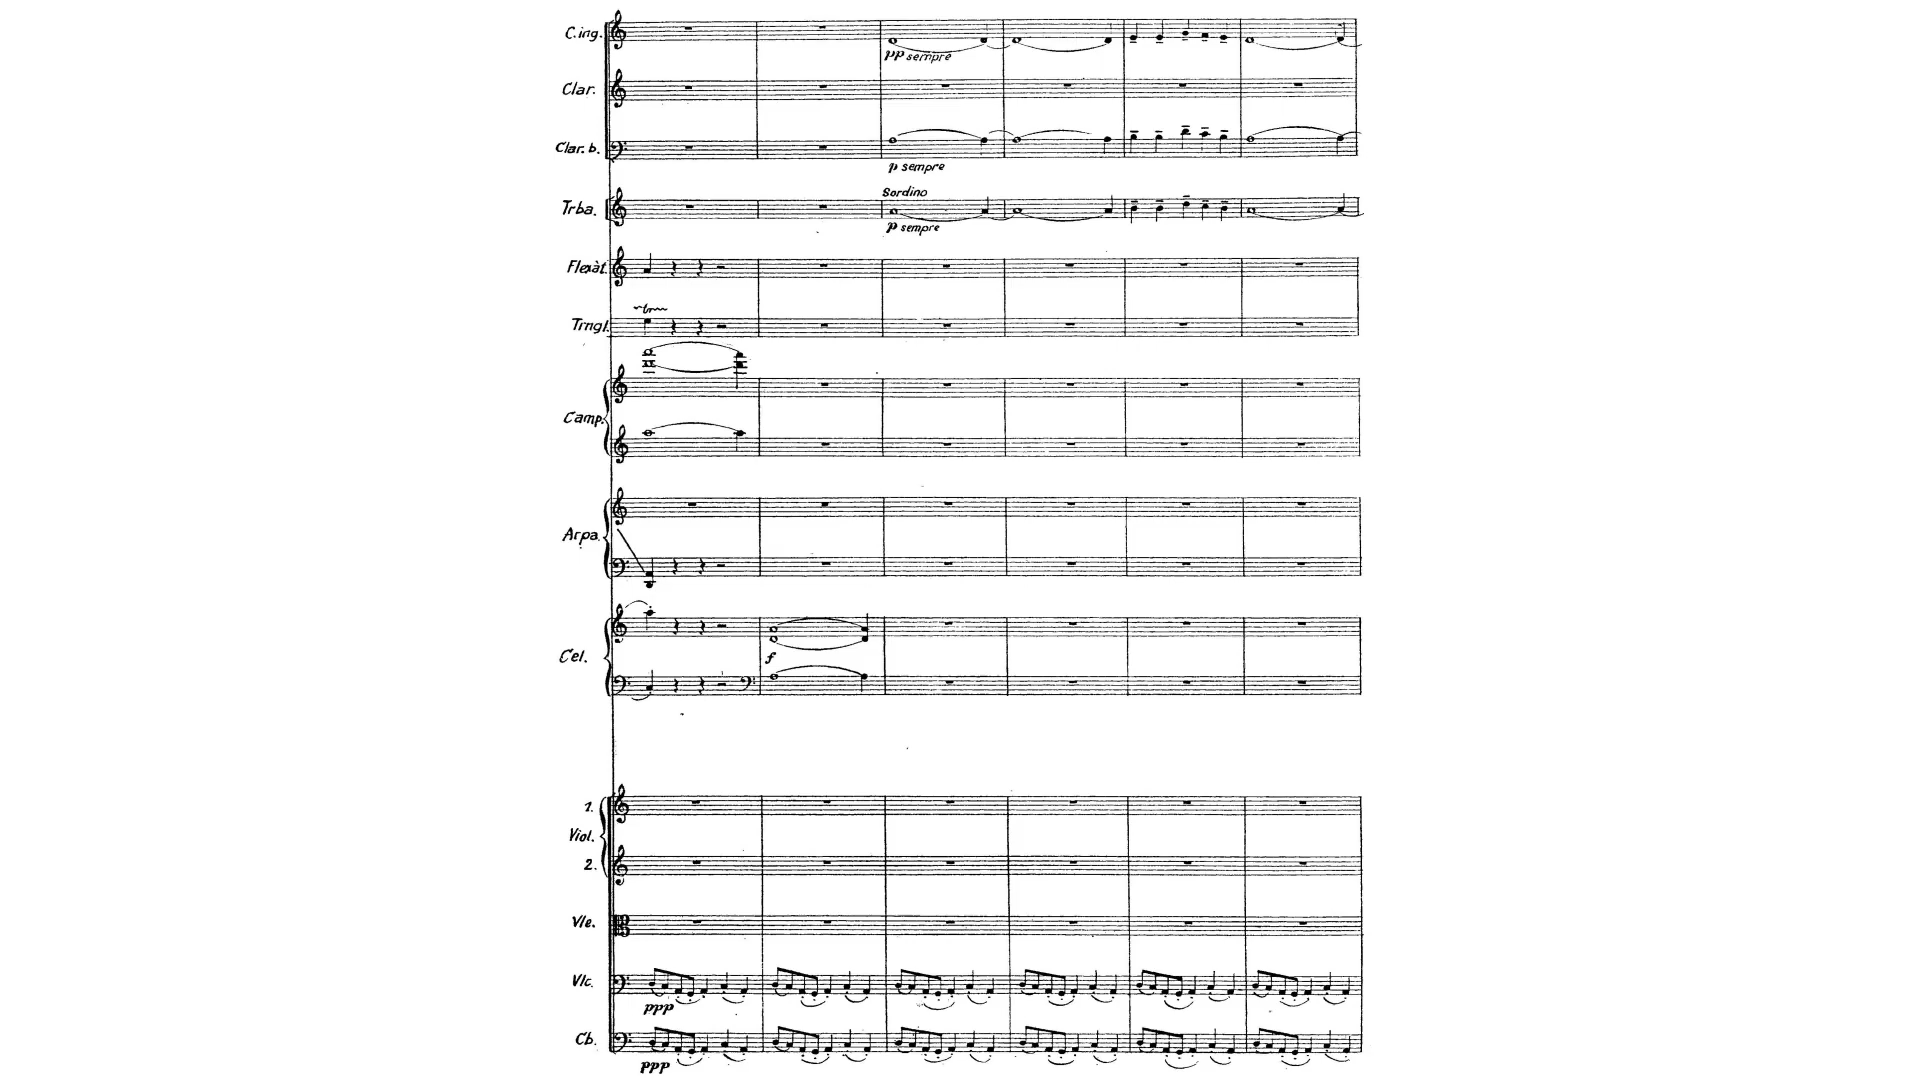 C.ing.
pp sempre
Clar.
Clar. b.
p sempre
Sordino
Trba.
p sempre
Flexàt.
tr
Trngl.
Camp.
Arpa.
Cel.
f
1.
Viol.
2.
Vle.
Vlc.
ppp
Cb.
ppp